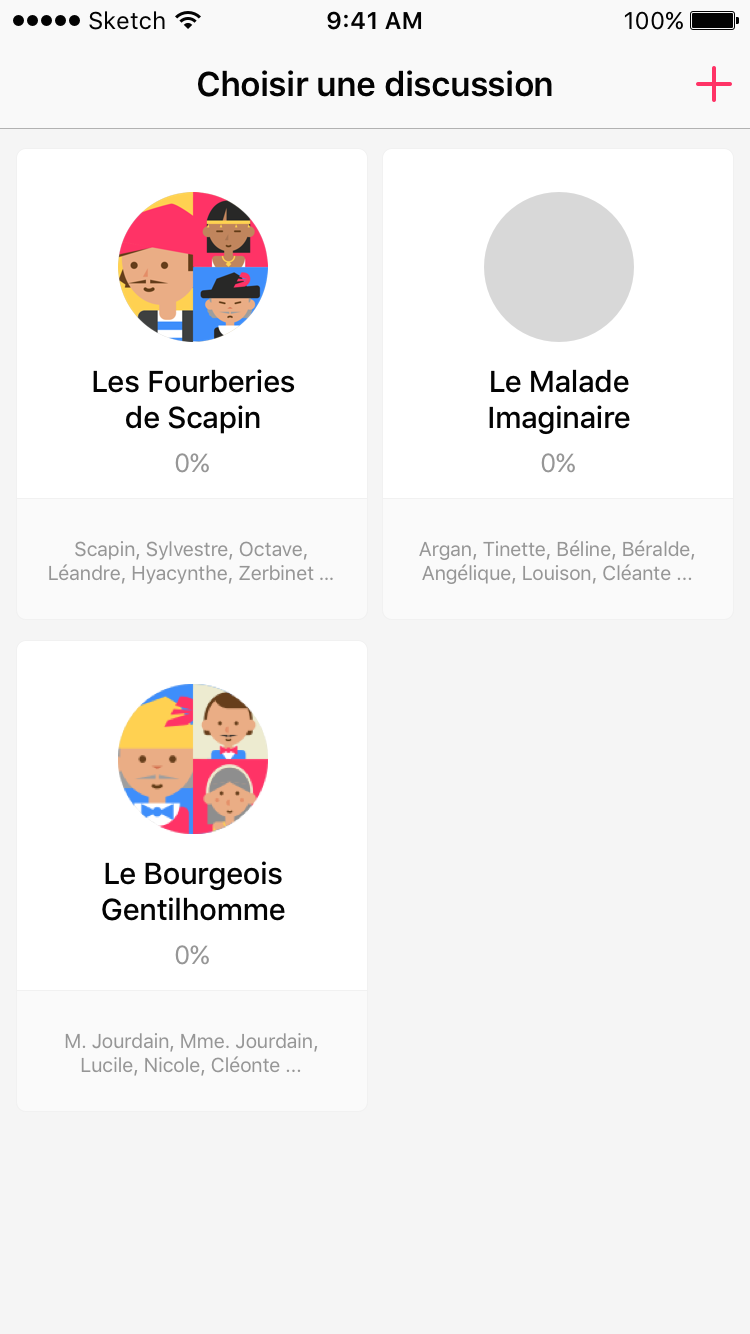 Sketch 9:41 AM 100%
Choisir une discussion
Les Fourberies
de Scapin
0%
Scapin, Sylvestre, Octave,
Léandre, Hyacynthe, Zerbinet ...
Le Malade
Imaginaire
0%
Argan, Tinette, Béline, Béralde,
Angélique, Louison, Cléante ...
Le Bourgeois
Gentilhomme
0%
M. Jourdain, Mme. Jourdain,
Lucile, Nicole, Cléonte ...